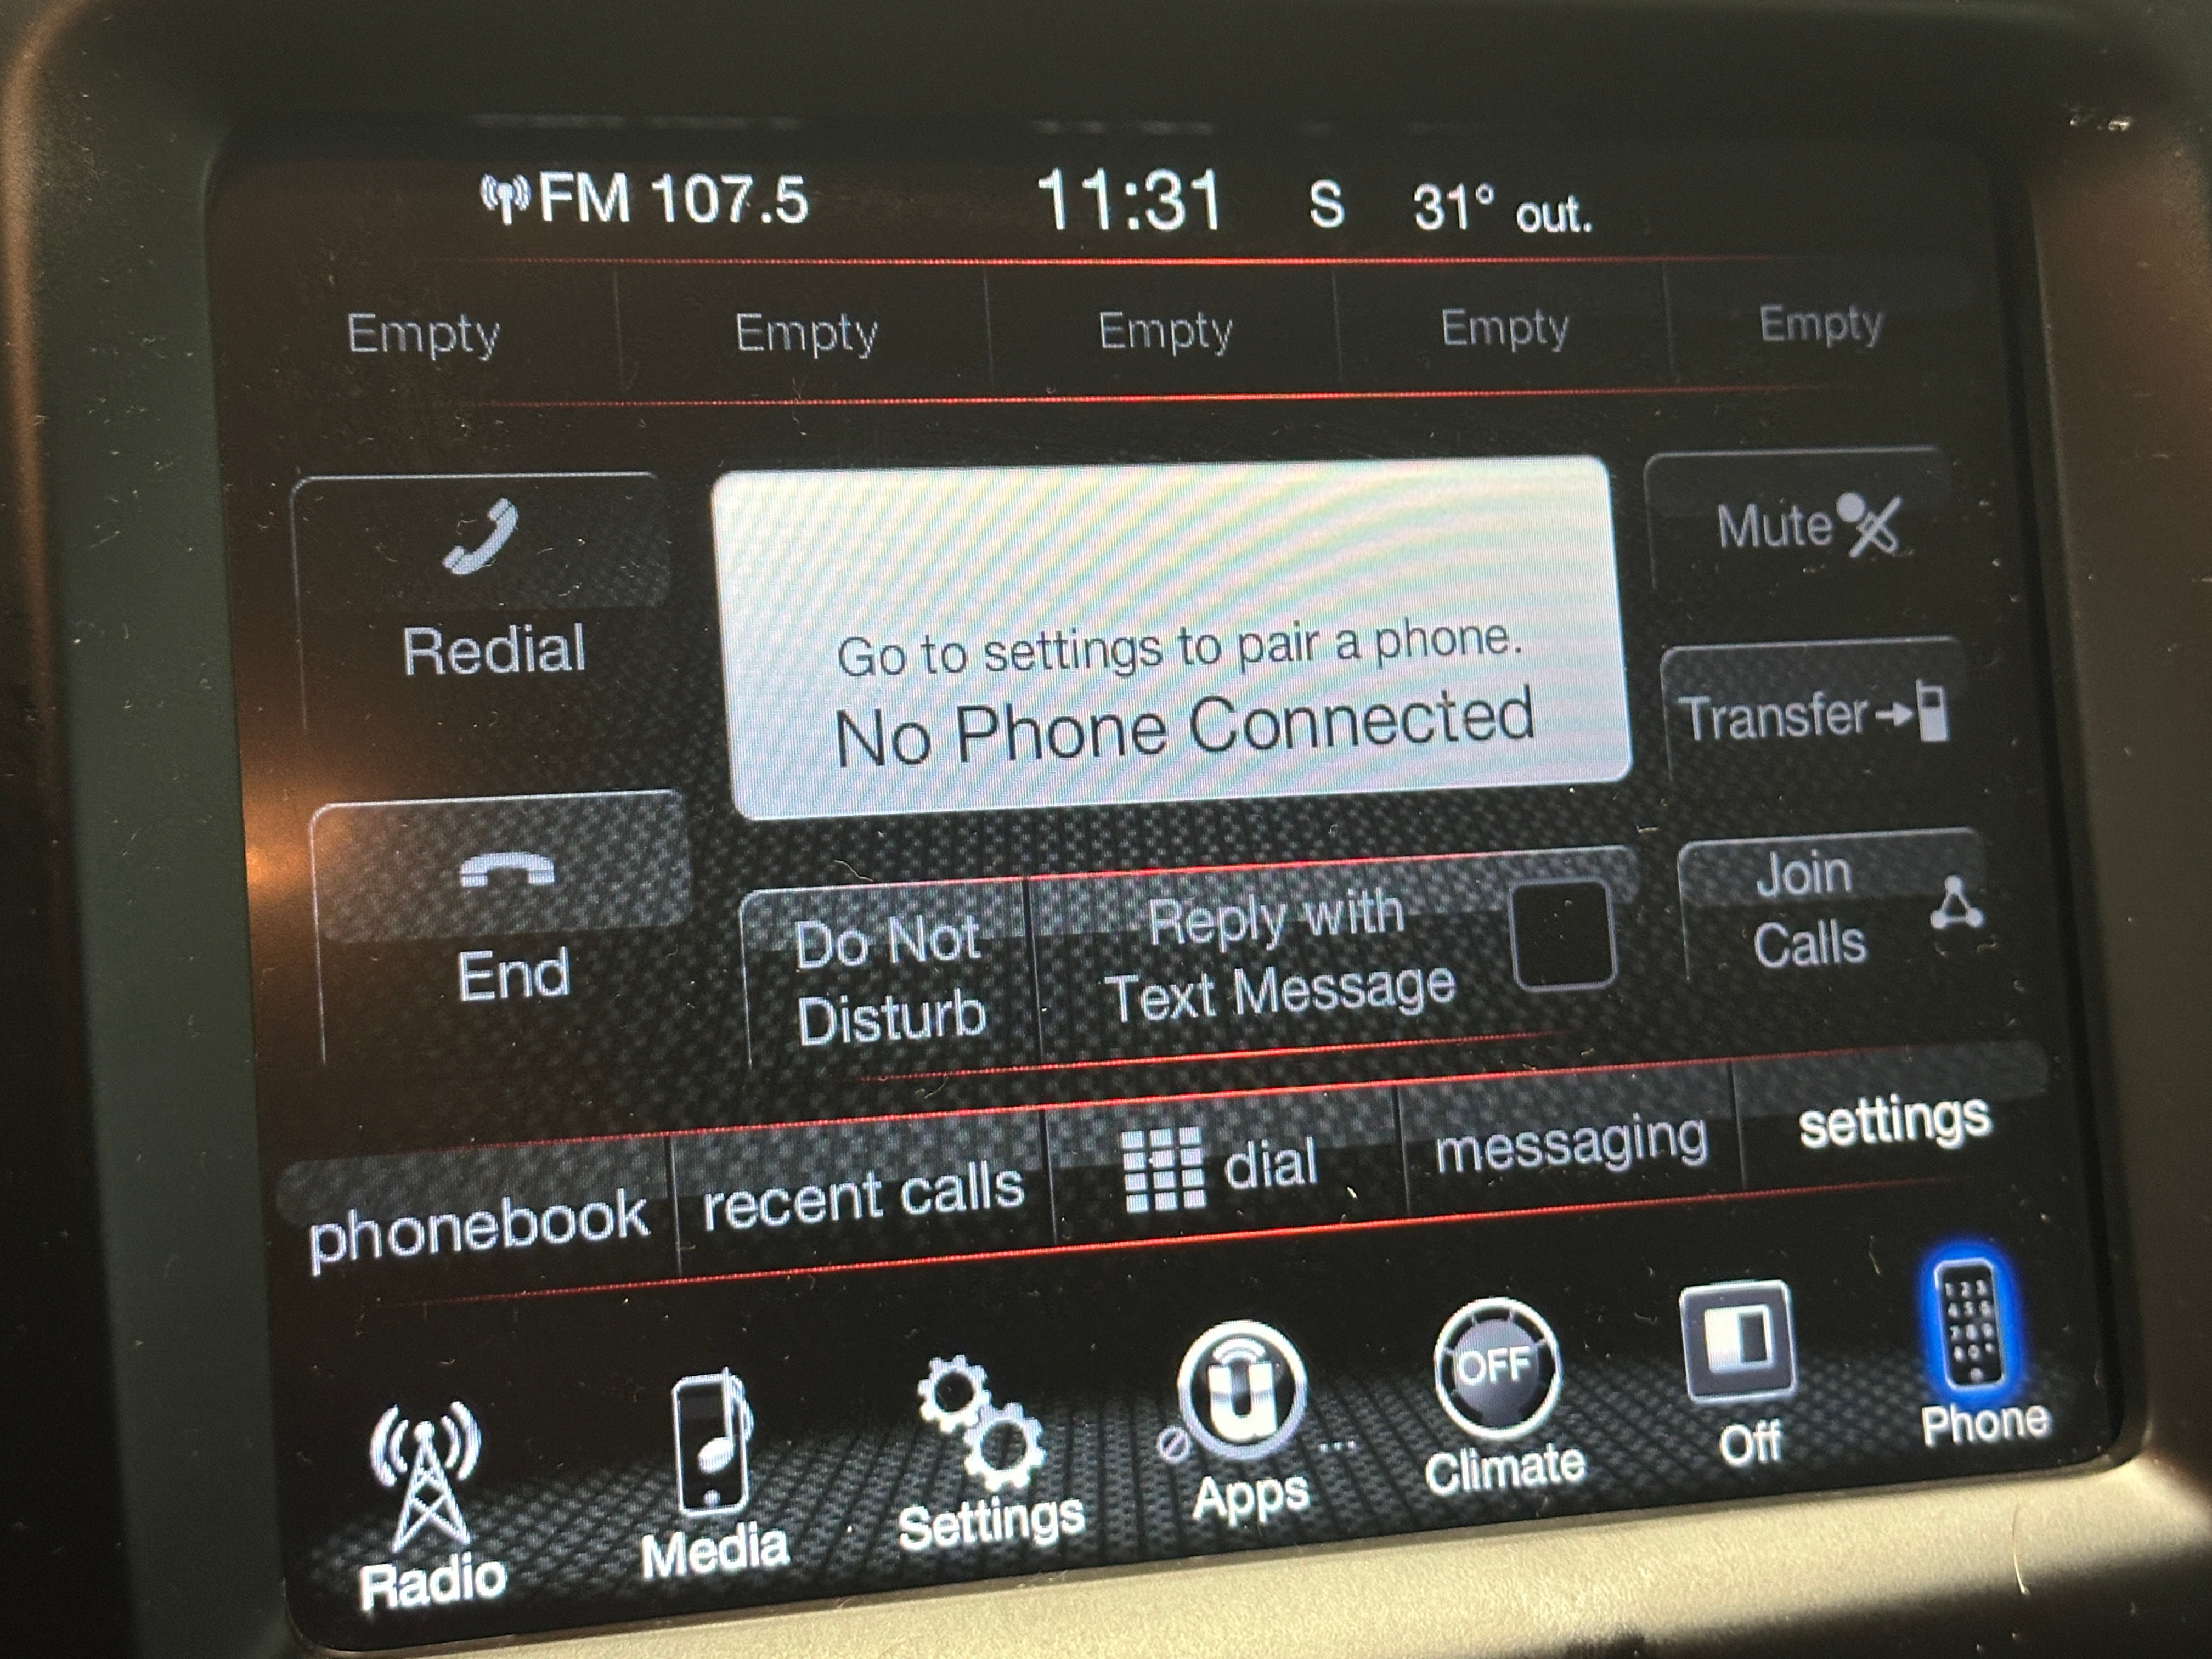 FM 107.5 11:31 S 31° out.
Empty Empty Empty Empty Empty
Redial
Go to settings to pair a phone.
No Phone Connected
Mute
Transfer
End
Do Not
Disturb
Reply with
Text Message
Join
Calls
phonebook recent calls dial messaging settings
Radio Media Settings Apps OFF Climate Off Phone